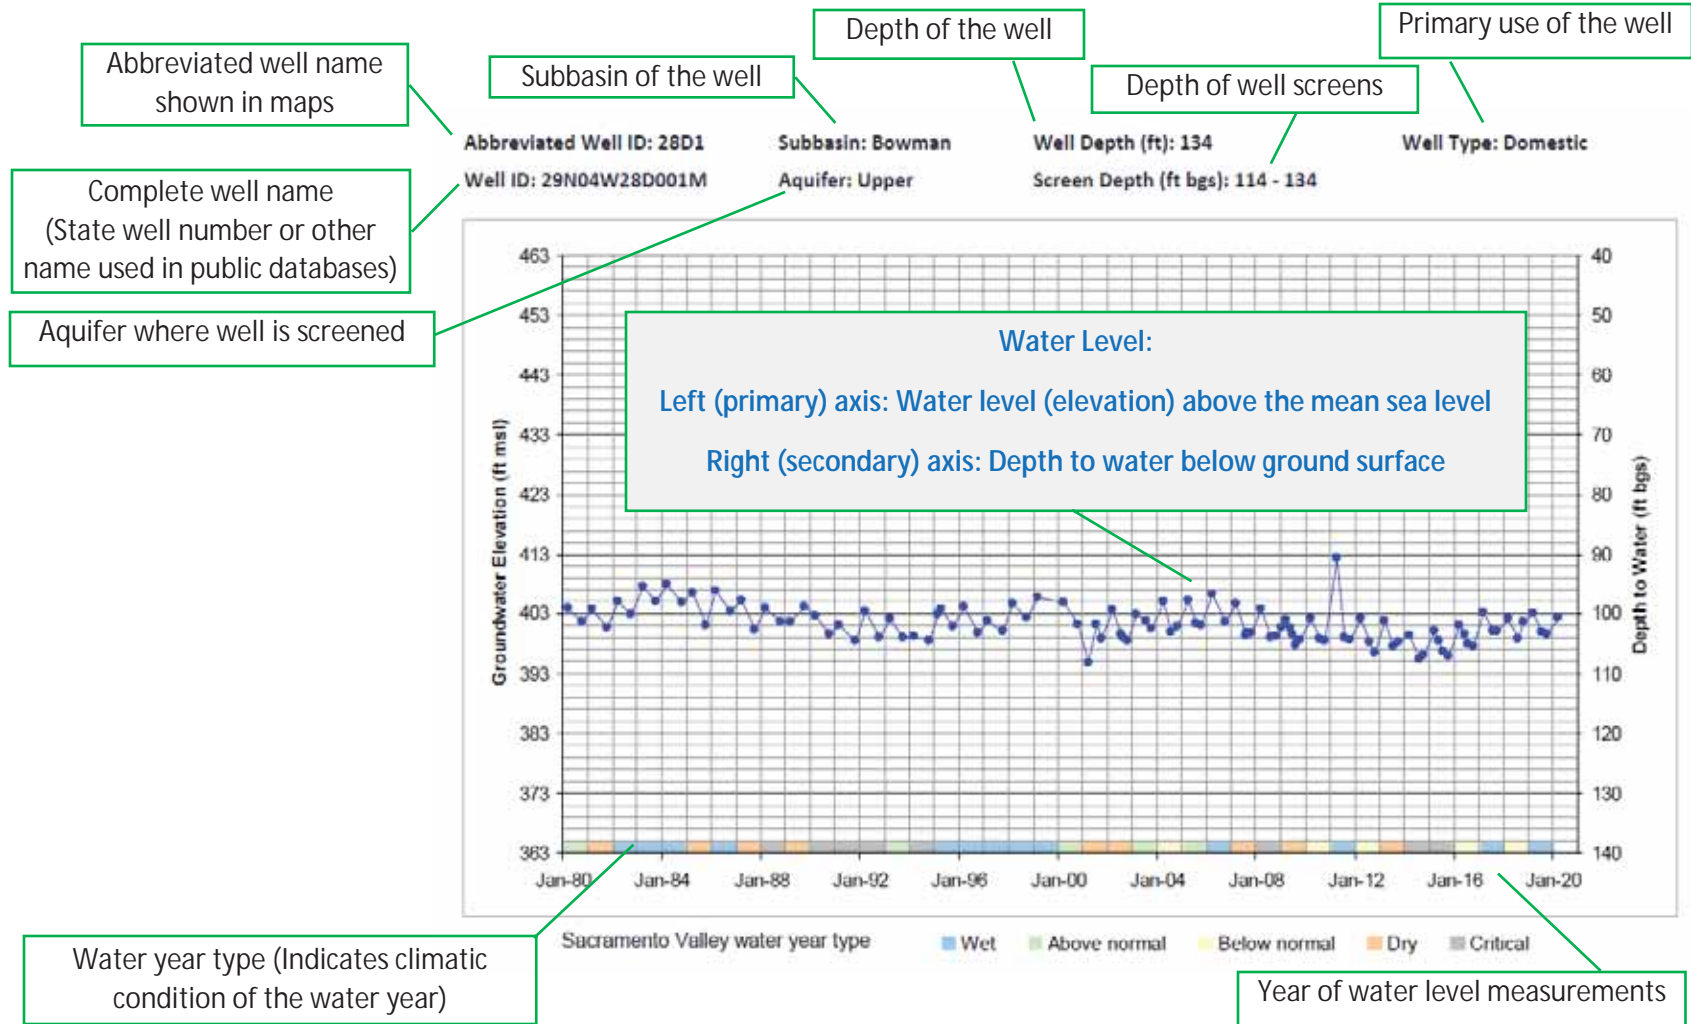 Depth of the well
Primary use of the well
Abbreviated well name
shown in maps
Subbasin of the well
Depth of well screens
Abbreviated Well ID: 28D1
Subbasin: Bowman
Well Depth (ft): 134
Well Type: Domestic
Well ID: 29N04W28D001M
Aquifer: Upper
Screen Depth (ft bgs): 114 - 134
Complete well name
(State well number or other
name used in public databases)
Aquifer where well is screened
Water Level:
Left (primary) axis: Water level (elevation) above the mean sea level
Right (secondary) axis: Depth to water below ground surface
Groundwater Elevation (ft msl)
463
453
443
433
423
413
403
393
383
373
363
40
50
60
70
80
90
100
110
120
130
140
Depth to Water (ft bgs)
Jan-80
Jan-84
Jan-88
Jan-92
Jan-96
Jan-00
Jan-04
Jan-08
Jan-12
Jan-16
Jan-20
Sacramento Valley water year type
Wet
Above normal
Below normal
Dry
Critical
Water year type (Indicates climatic
condition of the water year)
Year of water level measurements